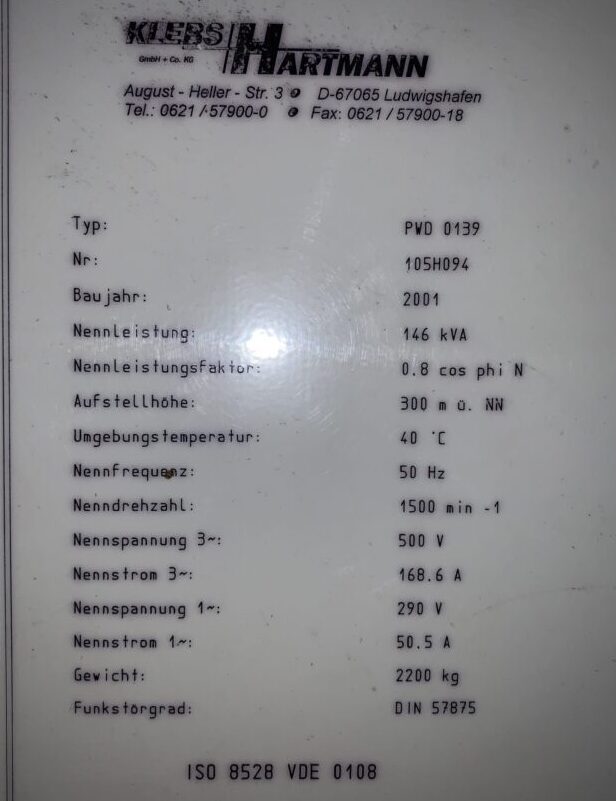 KLEBS HARTMANN
GmbH + Co. KG
August - Heller - Str. 3 • D-67065 Ludwigshafen
Tel.: 0621 / 57900-0 • Fax: 0621 / 57900-18
Typ: PWD 0139
Nr: 105H094
Baujahr: 2001
Nennleistung: 146 kVA
Nennleistungsfaktor: 0.8 cos phi N
Aufstellhöhe: 300 m ü. NN
Umgebungstemperatur: 40 °C
Nennfrequenz: 50 Hz
Nenndrehzahl: 1500 min -1
Nennspannung 3~: 500 V
Nennstrom 3~: 168.6 A
Nennspannung 1~: 290 V
Nennstrom 1~: 50.5 A
Gewicht: 2200 kg
Funkstörgrad: DIN 57875
ISO 8528 VDE 0108